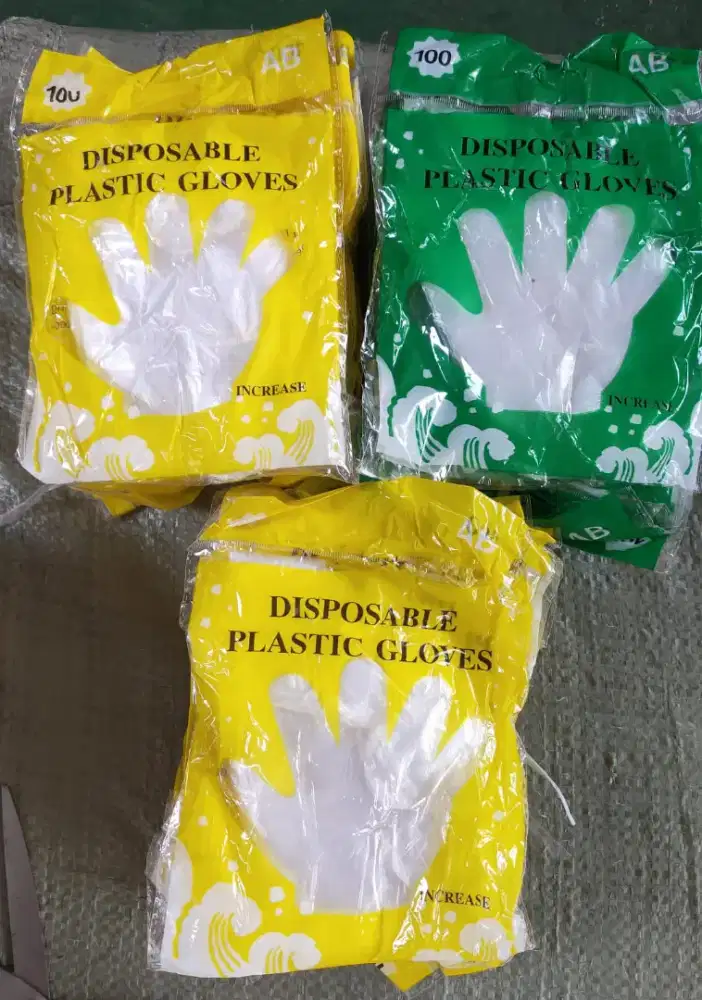 100
AB
DISPOSABLE
PLASTIC GLOVES
INCREASE
100
AB
DISPOSABLE
PLASTIC GLOVES
INCREASE
AB
AB
DISPOSABLE
PLASTIC GLOVES
INCREASE